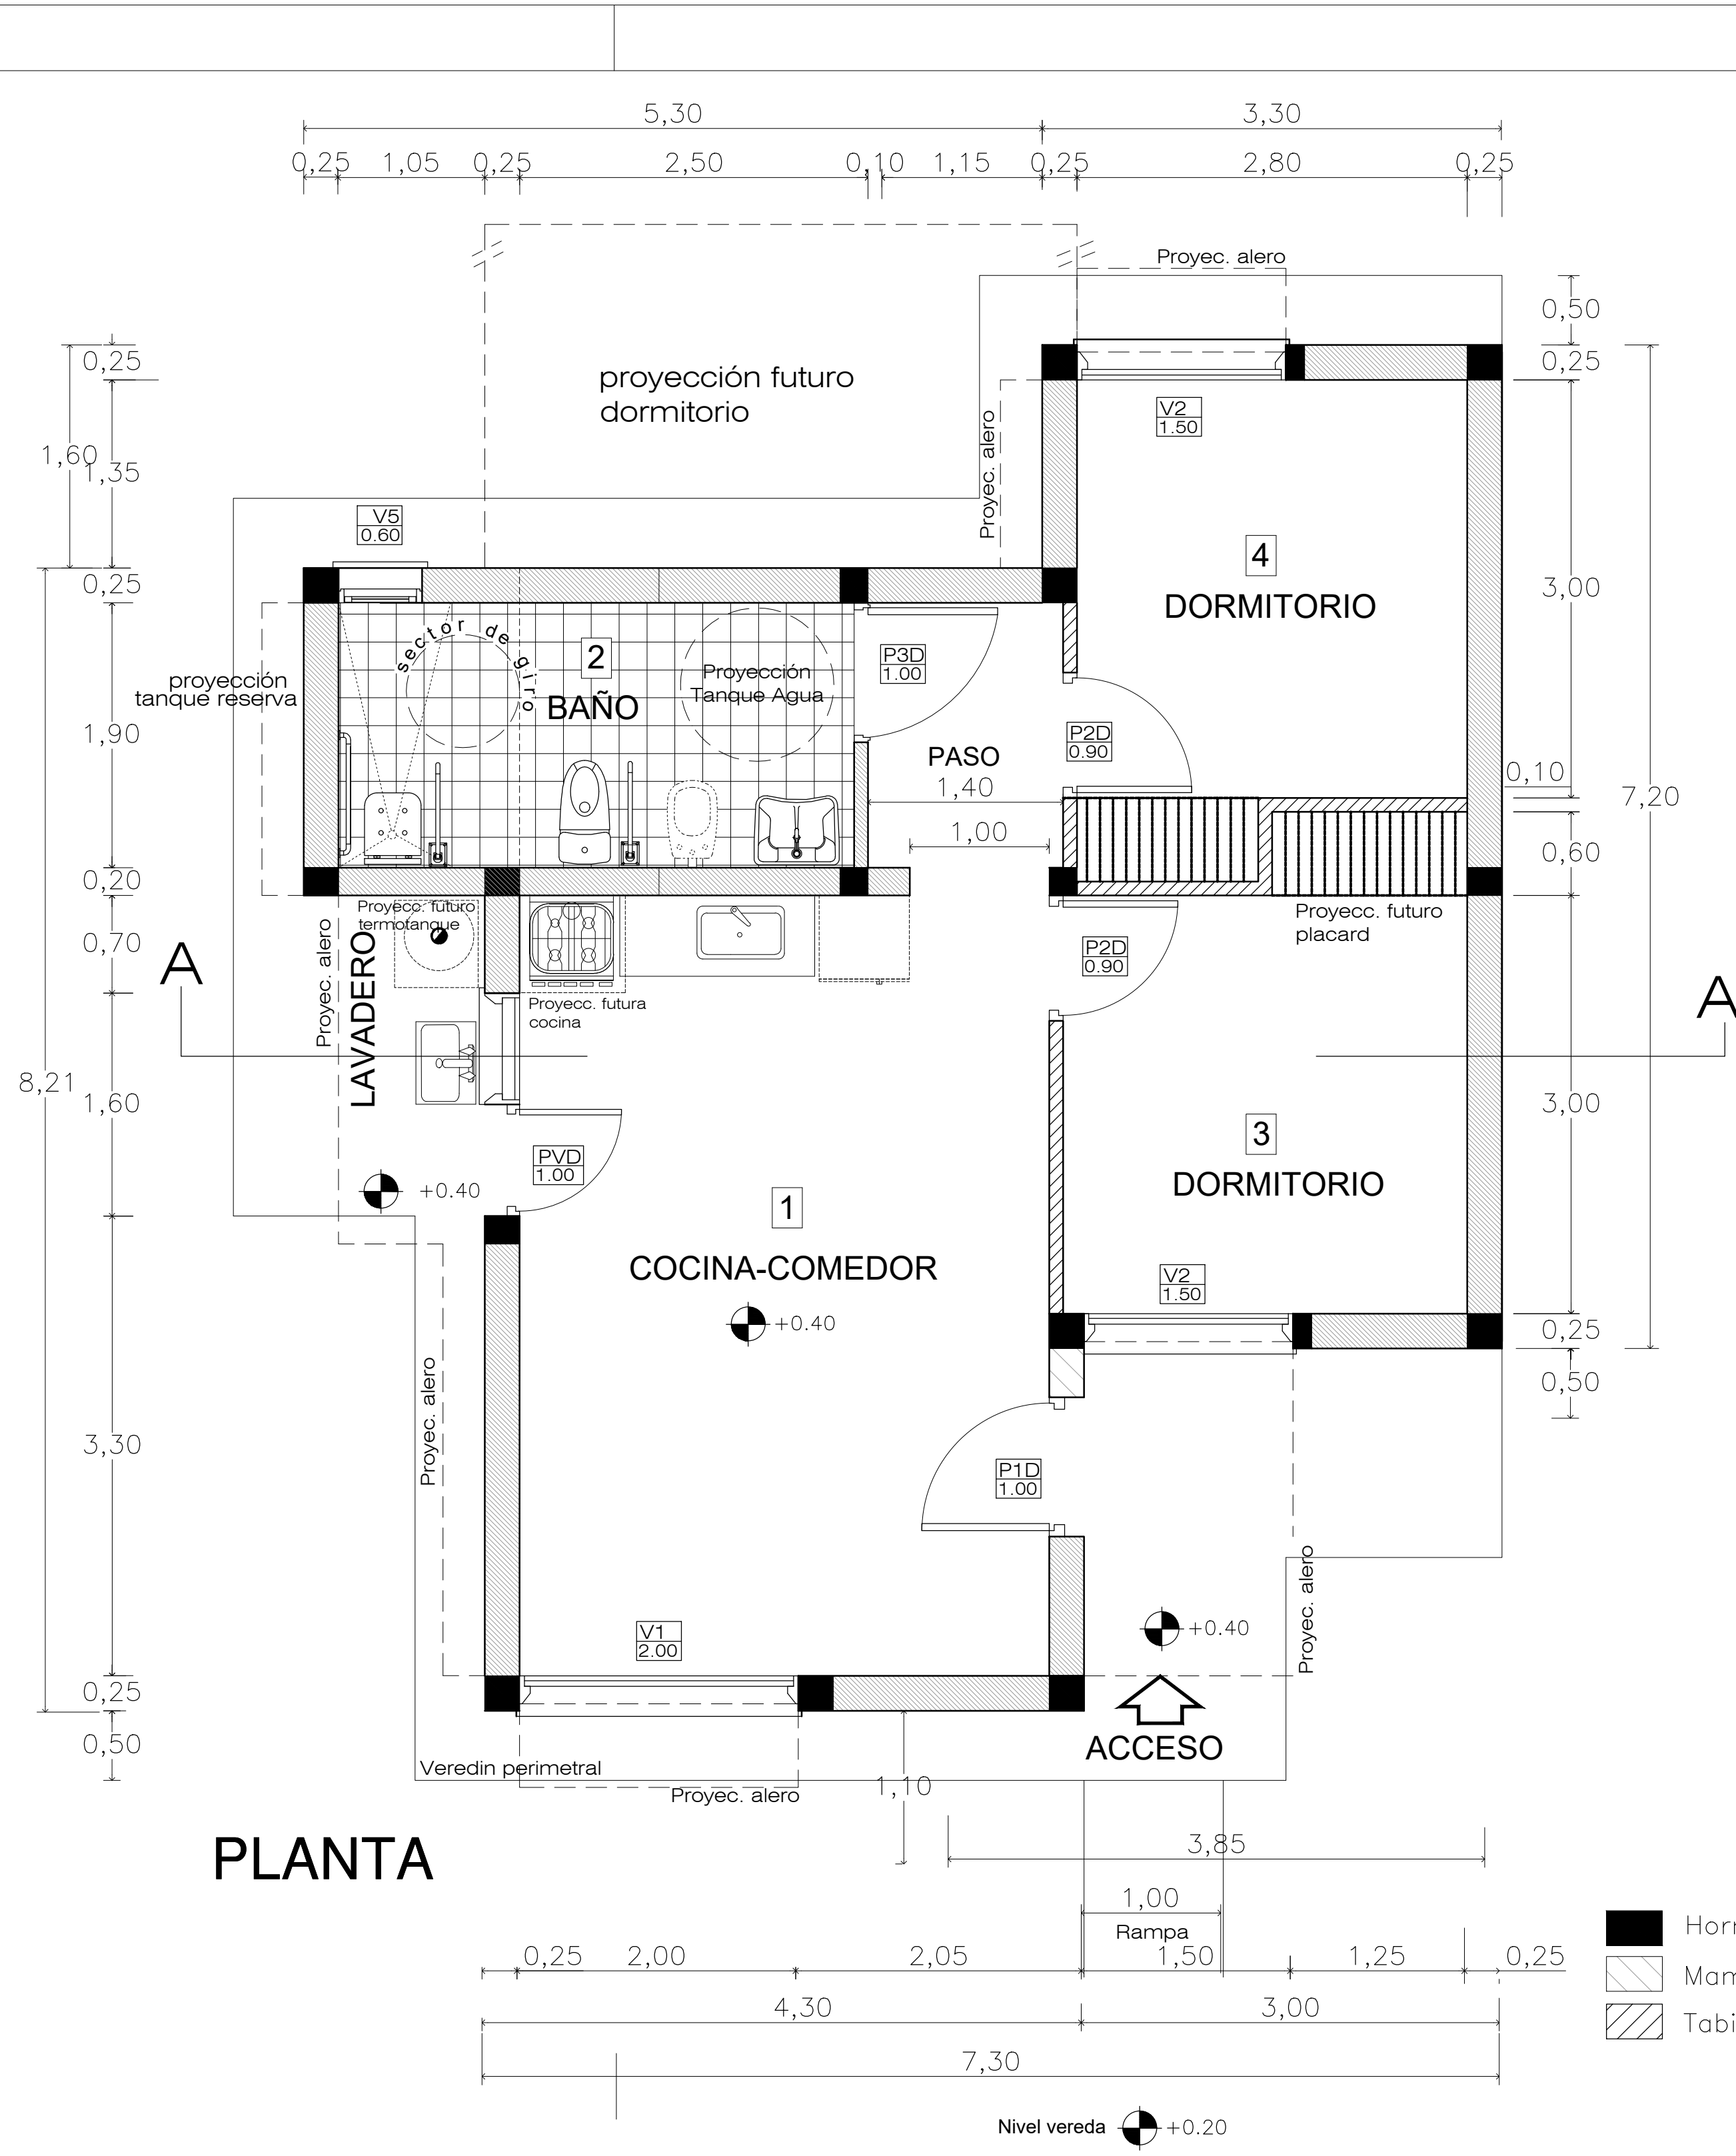 5,30
3,30
0,25
1,05
0,25
2,50
0,10
1,15
0,25
2,80
0,25
Proyec. alero
0,50
0,25
0,25
proyección futuro
dormitorio
Proyec. alero
V2
1.50
1,60
1,35
V5
0.60
4
DORMITORIO
3,00
0,25
sector de giro
2
BAÑO
Proyección
Tanque Agua
P3D
1.00
proyección
tanque reserva
1,90
P2D
0.90
PASO
1,40
1,00
0,10
7,20
0,60
0,20
Proyecc. futuro
termotanque
Proyecc. futuro
placard
0,70
A
Proyec. alero
LAVADERO
P2D
0.90
Proyecc. futura
cocina
A
8,21
1,60
3,00
3
DORMITORIO
PVD
1.00
+0.40
1
COCINA-COMEDOR
+0.40
V2
1.50
0,25
0,50
Proyec. alero
3,30
P1D
1.00
Proyec. alero
+0.40
V1
2.00
0,25
0,50
ACCESO
Veredin perimetral
Proyec. alero
1,10
PLANTA
3,85
1,00
Rampa
0,25
2,00
2,05
1,50
1,25
0,25
4,30
3,00
7,30
Nivel vereda
+0.20